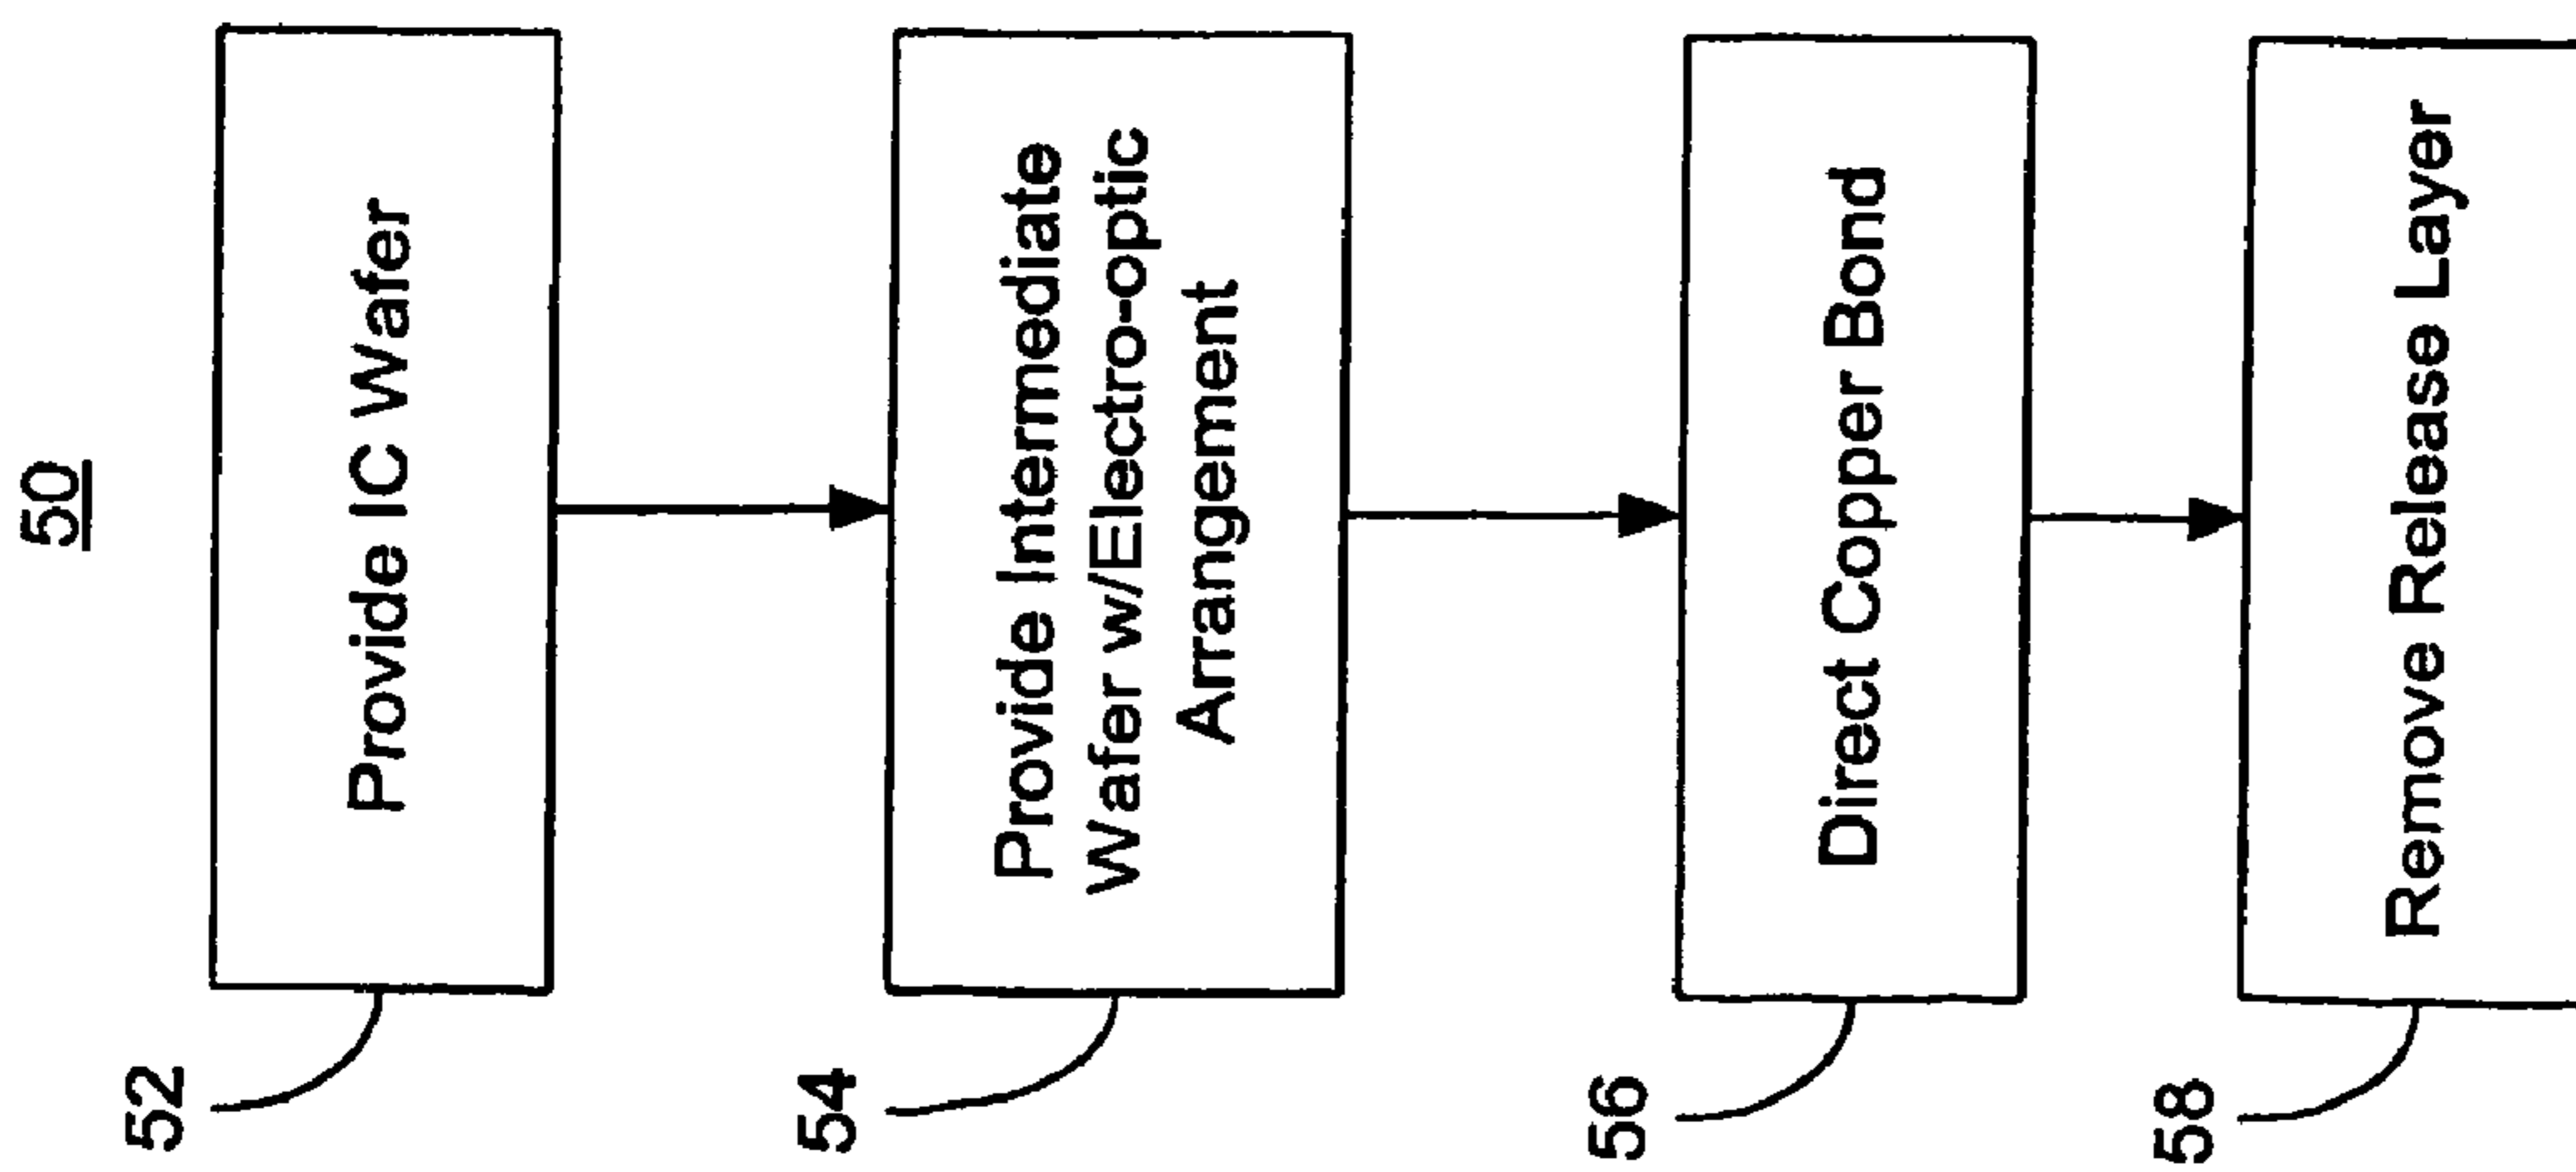 50
52
Provide IC Wafer
54
Provide Intermediate
Wafer w/Electro-optic
Arrangement
56
Direct Copper Bond
58
Remove Release Layer